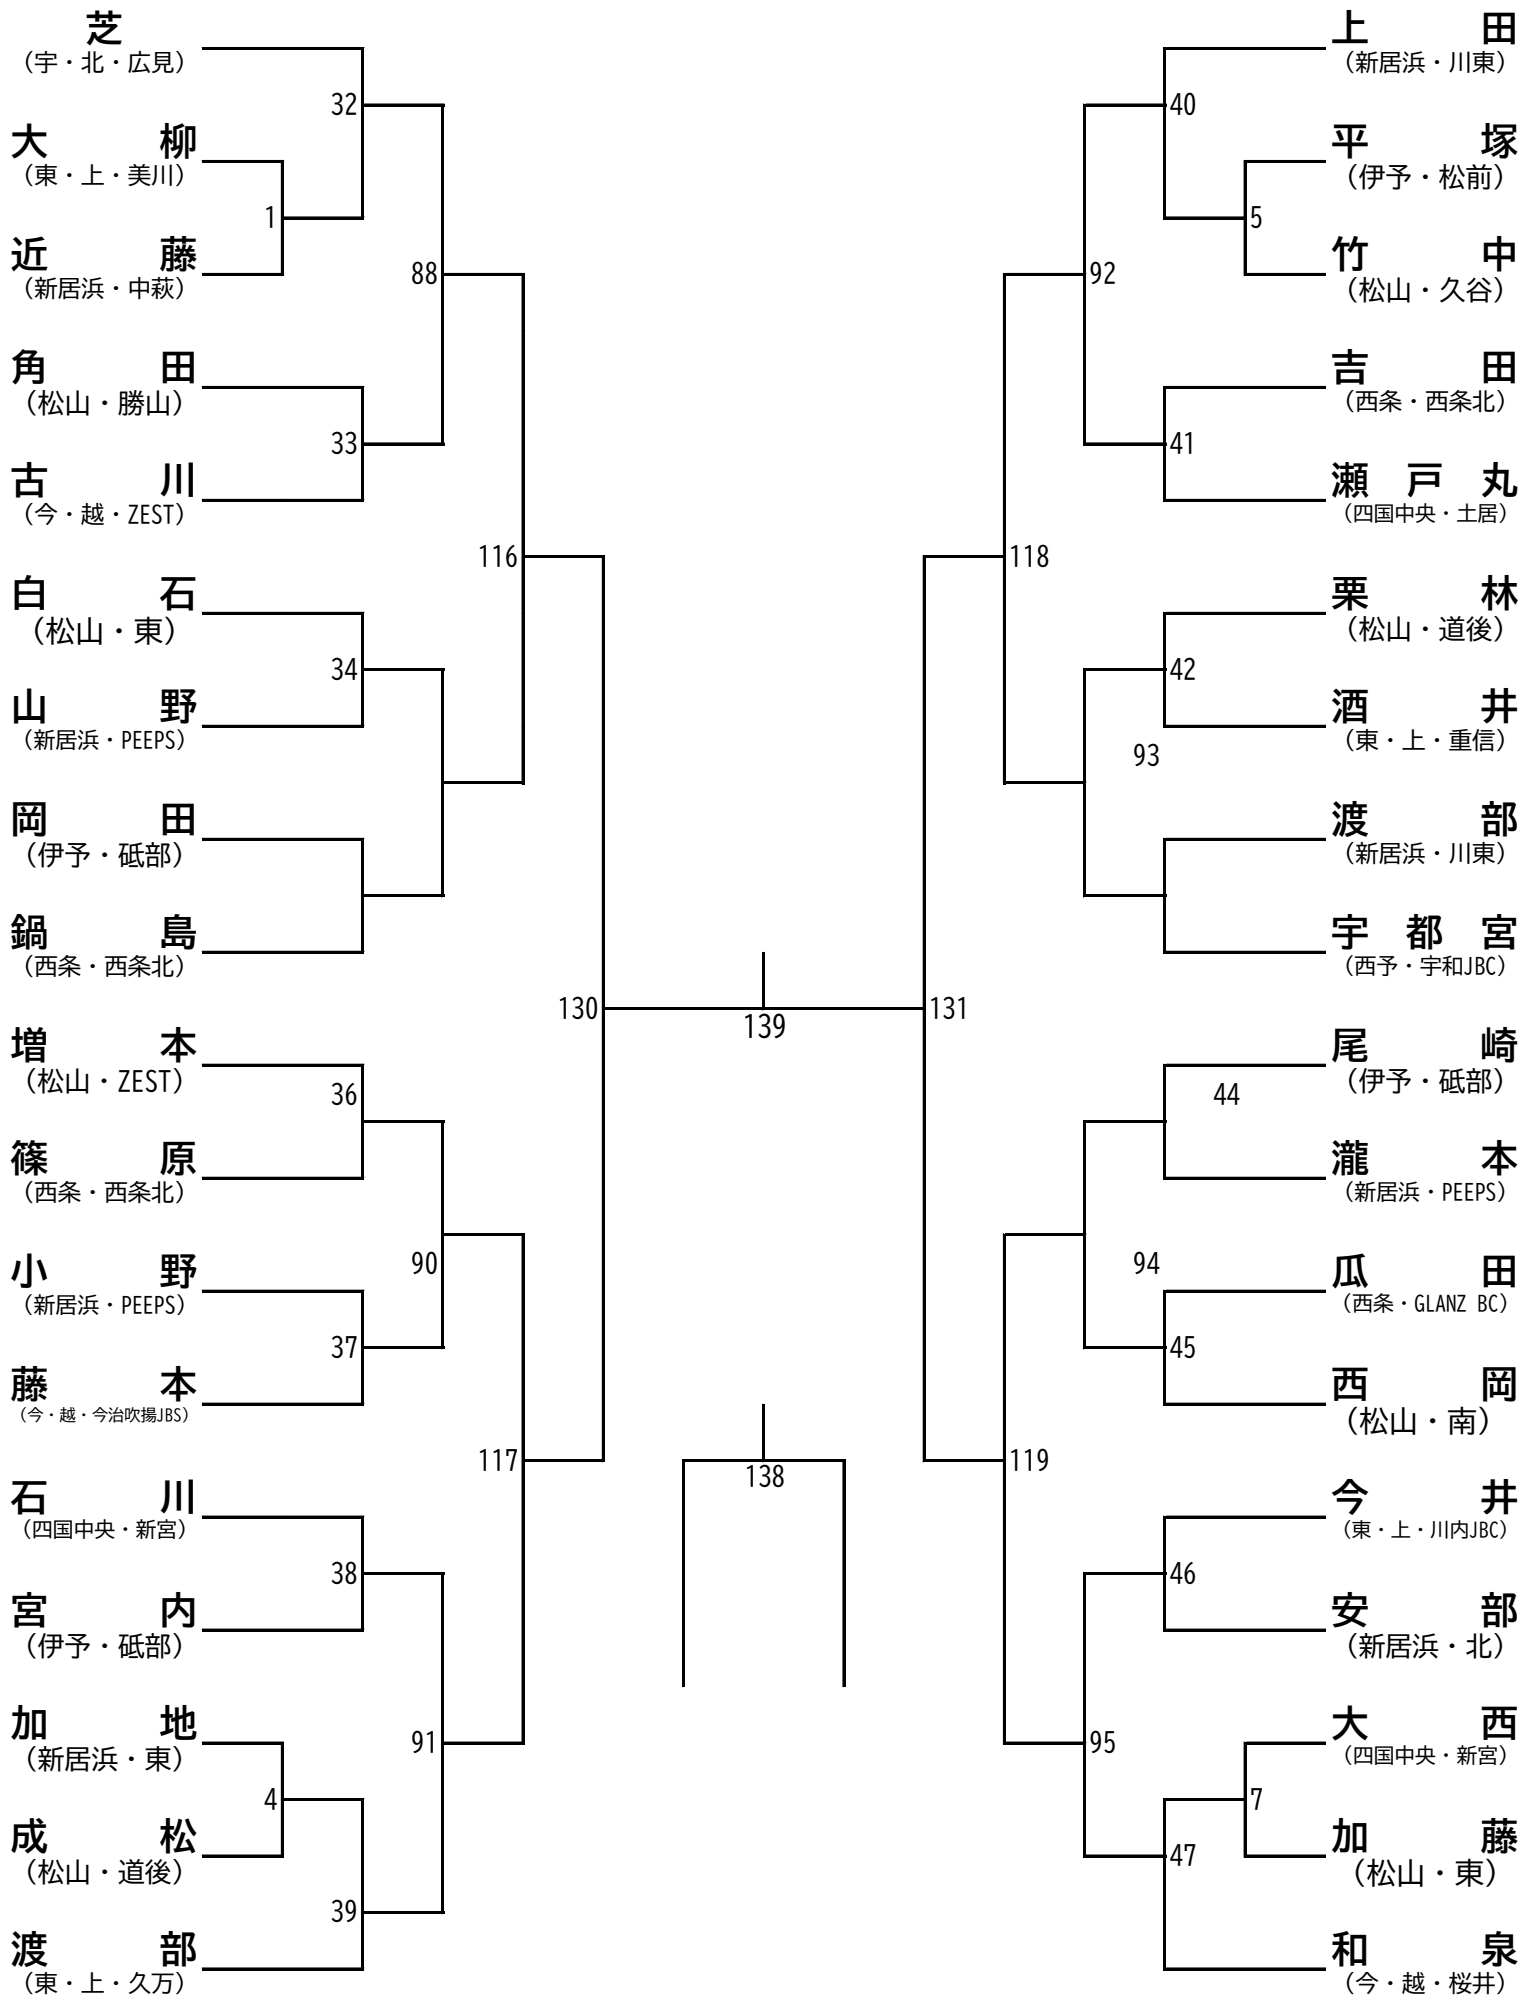 芝
（宇・北・広見）
32
大柳
（東・上・美川）
1
近藤
（新居浜・中萩）
88
角田
（松山・勝山）
33
古川
（今・越・ZEST）
116
白石
（松山・東）
34
山野
（新居浜・PEEPS）
岡田
（伊予・砥部）
鍋島
（西条・西条北）
130
増本
（松山・ZEST）
36
篠原
（西条・西条北）
90
小野
（新居浜・PEEPS）
37
藤本
（今・越・今治吹揚JBS）
117
石川
（四国中央・新宮）
38
宮内
（伊予・砥部）
加地
（新居浜・東）
91
4
成松
（松山・道後）
39
渡部
（東・上・久万）
139
138
上田
（新居浜・川東）
40
平塚
（伊予・松前）
5
竹中
（松山・久谷）
92
吉田
（西条・西条北）
41
瀬戸丸
（四国中央・土居）
118
栗林
（松山・道後）
42
酒井
（東・上・重信）
93
渡部
（新居浜・川東）
宇都宮
（西予・宇和JBC）
131
尾崎
（伊予・砥部）
44
瀧本
（新居浜・PEEPS）
94
瓜田
（西条・GLANZ BC）
45
西岡
（松山・南）
119
今井
（東・上・川内JBC）
46
安部
（新居浜・北）
大西
（四国中央・新宮）
95
7
加藤
（松山・東）
47
和泉
（今・越・桜井）